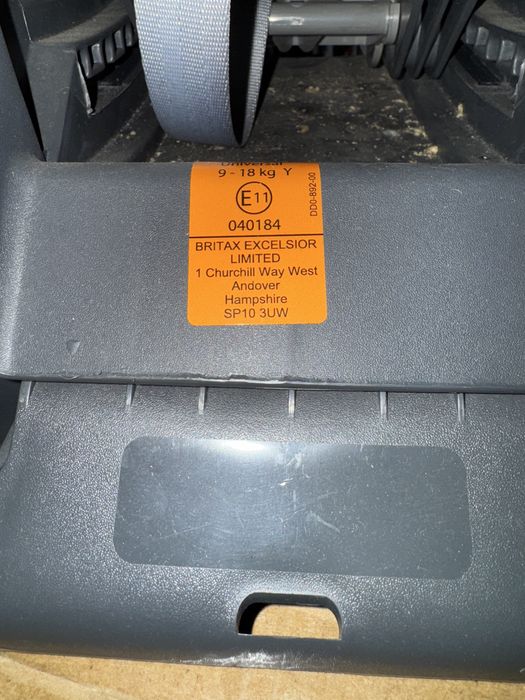 Universal
9 - 18 kg Y
E11
040184
DD0-892-00
BRITAX EXCELSIOR
LIMITED
1 Churchill Way West
Andover
Hampshire
SP10 3UW